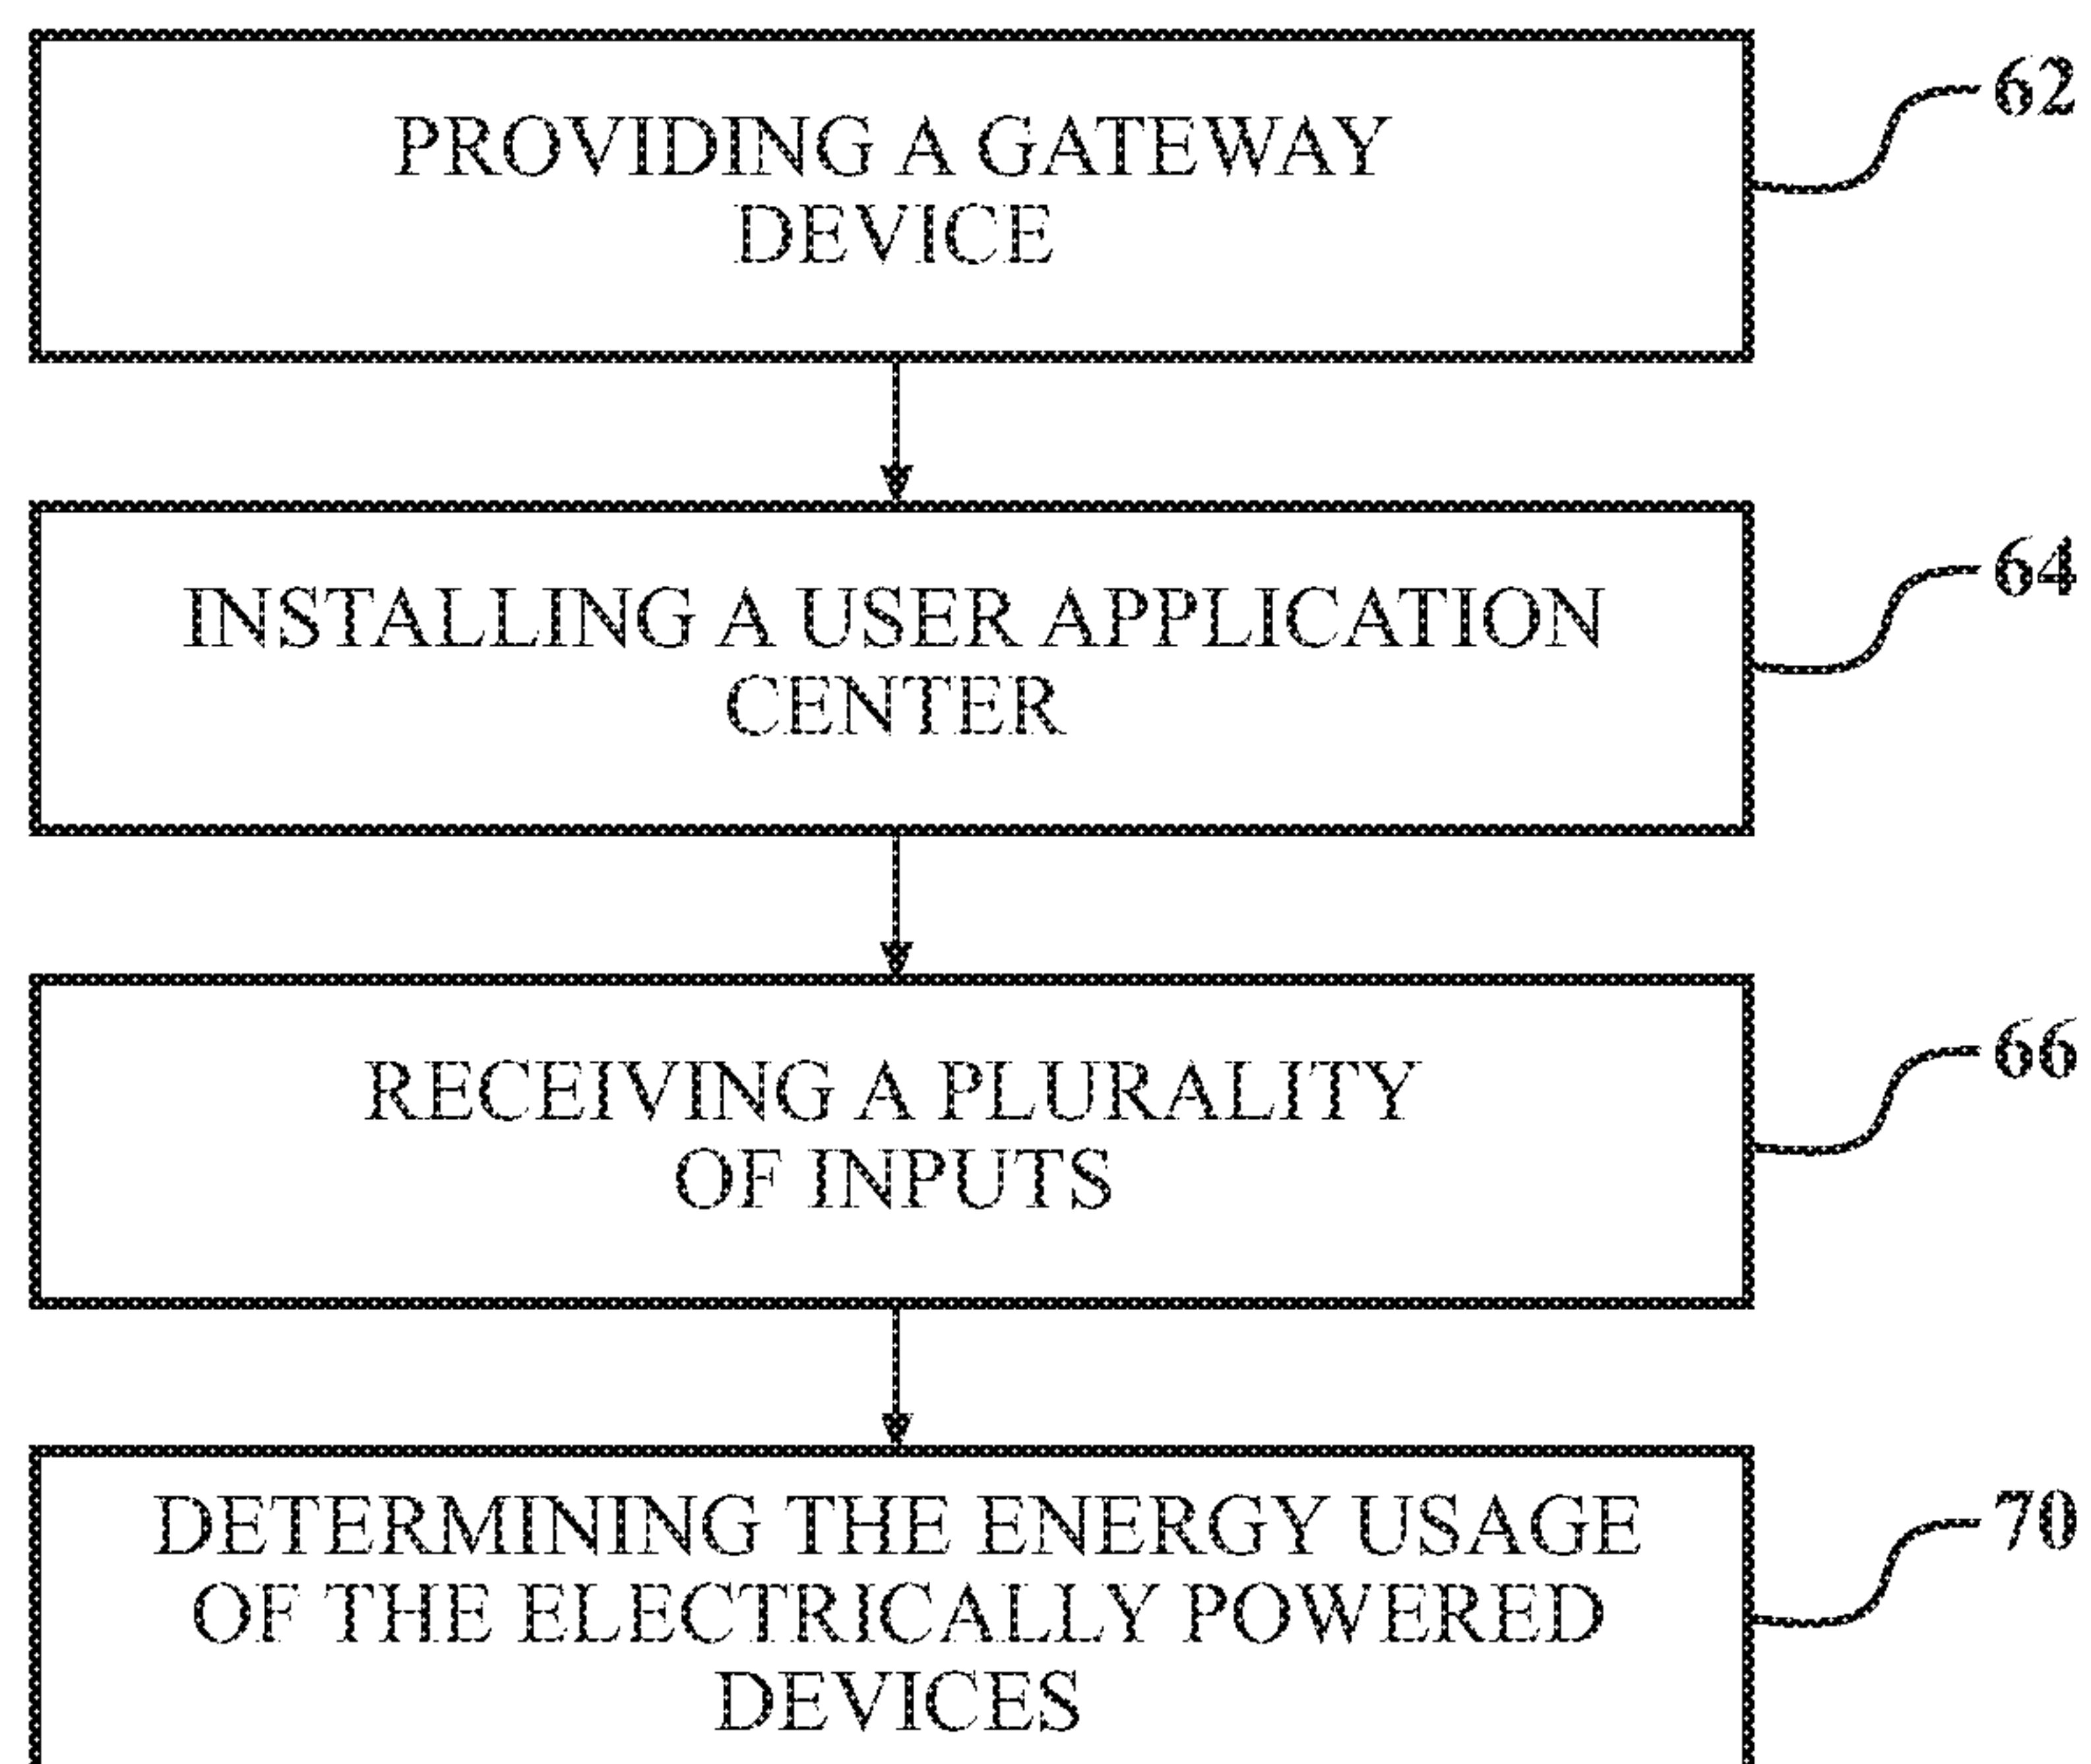 PROVIDING A GATEWAY
DEVICE
62
INSTALLING A USER APPLICATION
CENTER
64
RECEIVING A PLURALITY
OF INPUTS
66
DETERMINING THE ENERGY USAGE
OF THE ELECTRICALLY POWERED
DEVICES
70